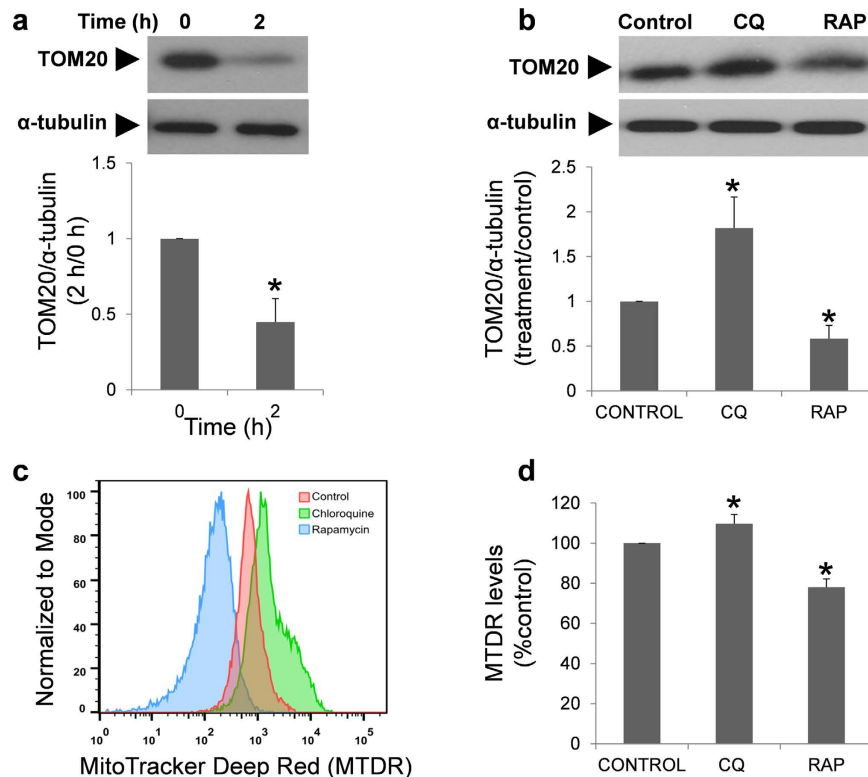 a
Time (h) 0 2
TOM20
α-tubulin
TOM20/α-tubulin
(2 h/0 h)
1.5
1
*
0.5
0
0 2
Time (h)
b
Control CQ RAP
TOM20
α-tubulin
TOM20/α-tubulin
(treatment/control)
2.5
*
2
1.5
1
*
0.5
0
CONTROL CQ RAP
c
Normalized to Mode
100
80
60
40
20
0
Control
Chloroquine
Rapamycin
10^0 10^1 10^2 10^3 10^4 10^5
MitoTracker Deep Red (MTDR)
d
MTDR levels
(%control)
120
*
100
*
80
60
40
20
0
CONTROL CQ RAP